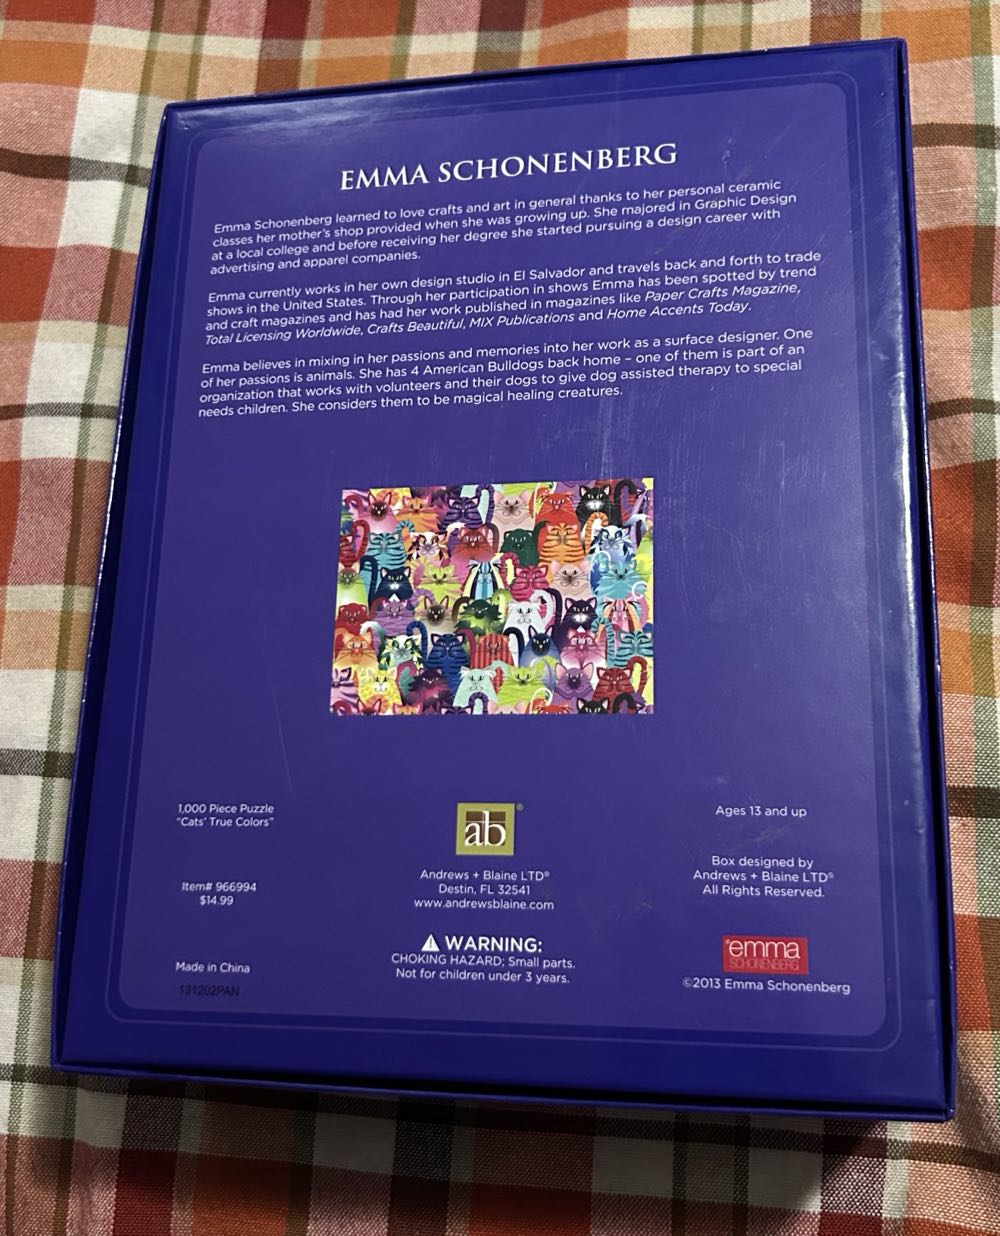 EMMA SCHONENBERG
Emma Schonenberg learned to love crafts and art in general thanks to her personal ceramic
classes her mother's shop provided when she was growing up. She majored in Graphic Design
at a local college and before receiving her degree she started pursuing a design career with
advertising and apparel companies.
Emma currently works in her own design studio in El Salvador and travels back and forth to trade
shows in the United States. Through her participation in shows Emma has been spotted by trend
and craft magazines and has had her work published in magazines like Paper Crafts Magazine,
Total Licensing Worldwide, Crafts Beautiful, MIX Publications and Home Accents Today.
Emma believes in mixing in her passions and memories into her work as a surface designer. One
of her passions is animals. She has 4 American Bulldogs back home – one of them is part of an
organization that works with volunteers and their dogs to give dog assisted therapy to special
needs children. She considers them to be magical healing creatures.
1,000 Piece Puzzle
"Cats' True Colors"
Item# 966994
$14.99
Made in China
131202PAN
ab®
Andrews + Blaine LTD®
Destin, FL 32541
www.andrewsblaine.com
⚠ WARNING:
CHOKING HAZARD; Small parts.
Not for children under 3 years.
Ages 13 and up
Box designed by
Andrews + Blaine LTD®
All Rights Reserved.
emma
SCHONENBERG
©2013 Emma Schonenberg